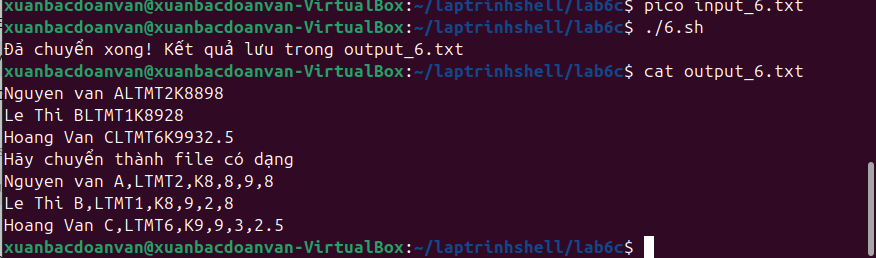 xuanbacdoanvan@xuanbacdoanvan-VirtualBox:~/laptrinhshell/lab6c$ pico input_6.txt
xuanbacdoanvan@xuanbacdoanvan-VirtualBox:~/laptrinhshell/lab6c$ ./6.sh
Đã chuyển xong! Kết quả lưu trong output_6.txt
xuanbacdoanvan@xuanbacdoanvan-VirtualBox:~/laptrinhshell/lab6c$ cat output_6.txt
Nguyen van ALTMT2K8898
Le Thi BLTMT1K8928
Hoang Van CLTMT6K9932.5
Hãy chuyển thành file có dạng
Nguyen van A,LTMT2,K8,8,9,8
Le Thi B,LTMT1,K8,9,2,8
Hoang Van C,LTMT6,K9,9,3,2.5
xuanbacdoanvan@xuanbacdoanvan-VirtualBox:~/laptrinhshell/lab6c$